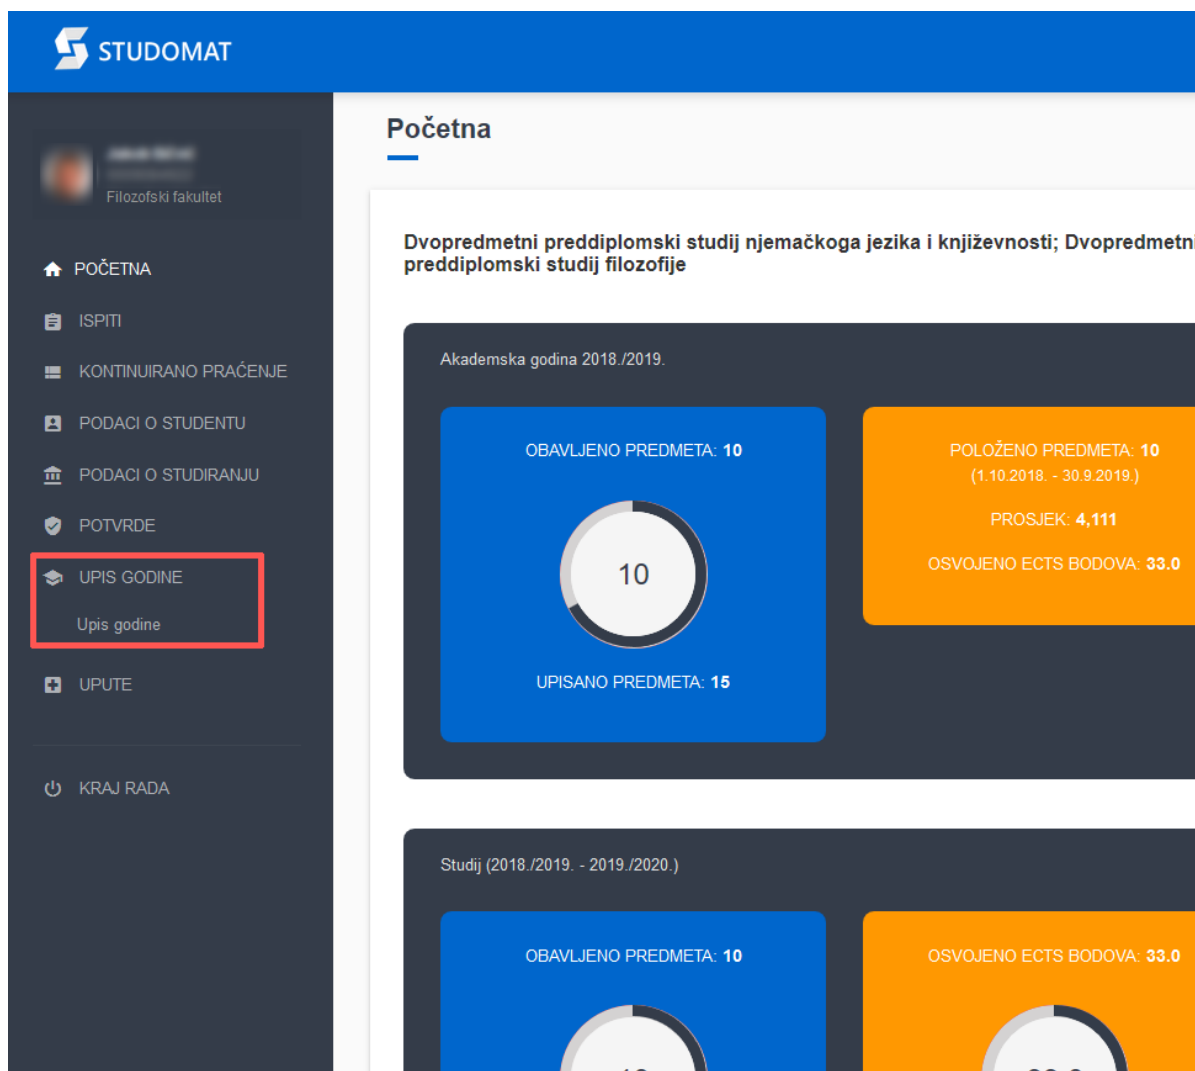 STUDOMAT
Filozofski fakultet
POČETNA
ISPITI
KONTINUIRANO PRAĆENJE
PODACI O STUDENTU
PODACI O STUDIRANJU
POTVRDE
UPIS GODINE
Upis godine
UPUTE
KRAJ RADA
Početna
Dvopredmetni preddiplomski studij njemačkoga jezika i književnosti; Dvopredmetni
preddiplomski studij filozofije
Akademska godina 2018./2019.
OBAVLJENO PREDMETA: 10
10
UPISANO PREDMETA: 15
POLOŽENO PREDMETA: 10
(1.10.2018. - 30.9.2019.)
PROSJEK: 4,111
OSVOJENO ECTS BODOVA: 33.0
Studij (2018./2019. - 2019./2020.)
OBAVLJENO PREDMETA: 10
OSVOJENO ECTS BODOVA: 33.0